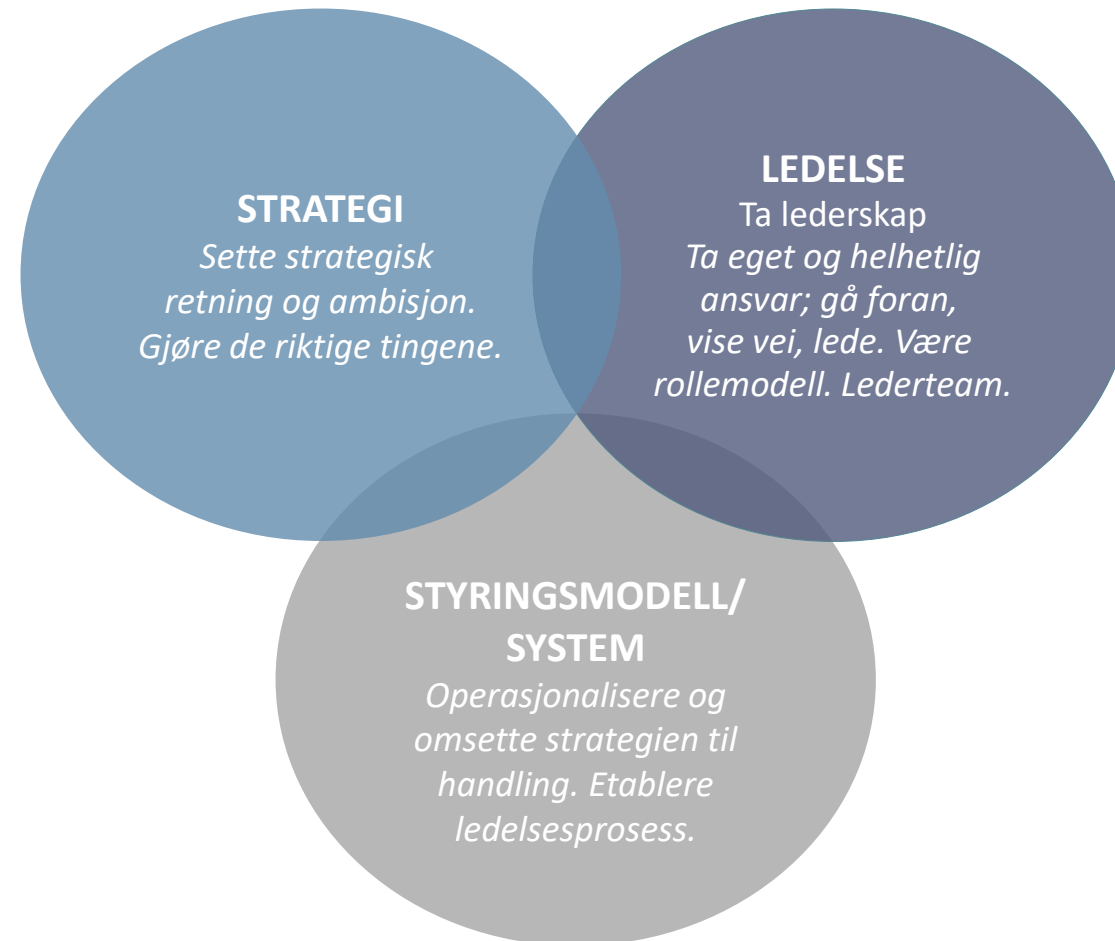 STRATEGI
Sette strategisk
retning og ambisjon.
Gjøre de riktige tingene.
LEDELSE
Ta lederskap
Ta eget og helhetlig
ansvar; gå foran,
vise vei, lede. Være
rollemodell. Lederteam.
STYRINGSMODELL/
SYSTEM
Operasjonalisere og
omsette strategien til
handling. Etablere
ledelsesprosess.